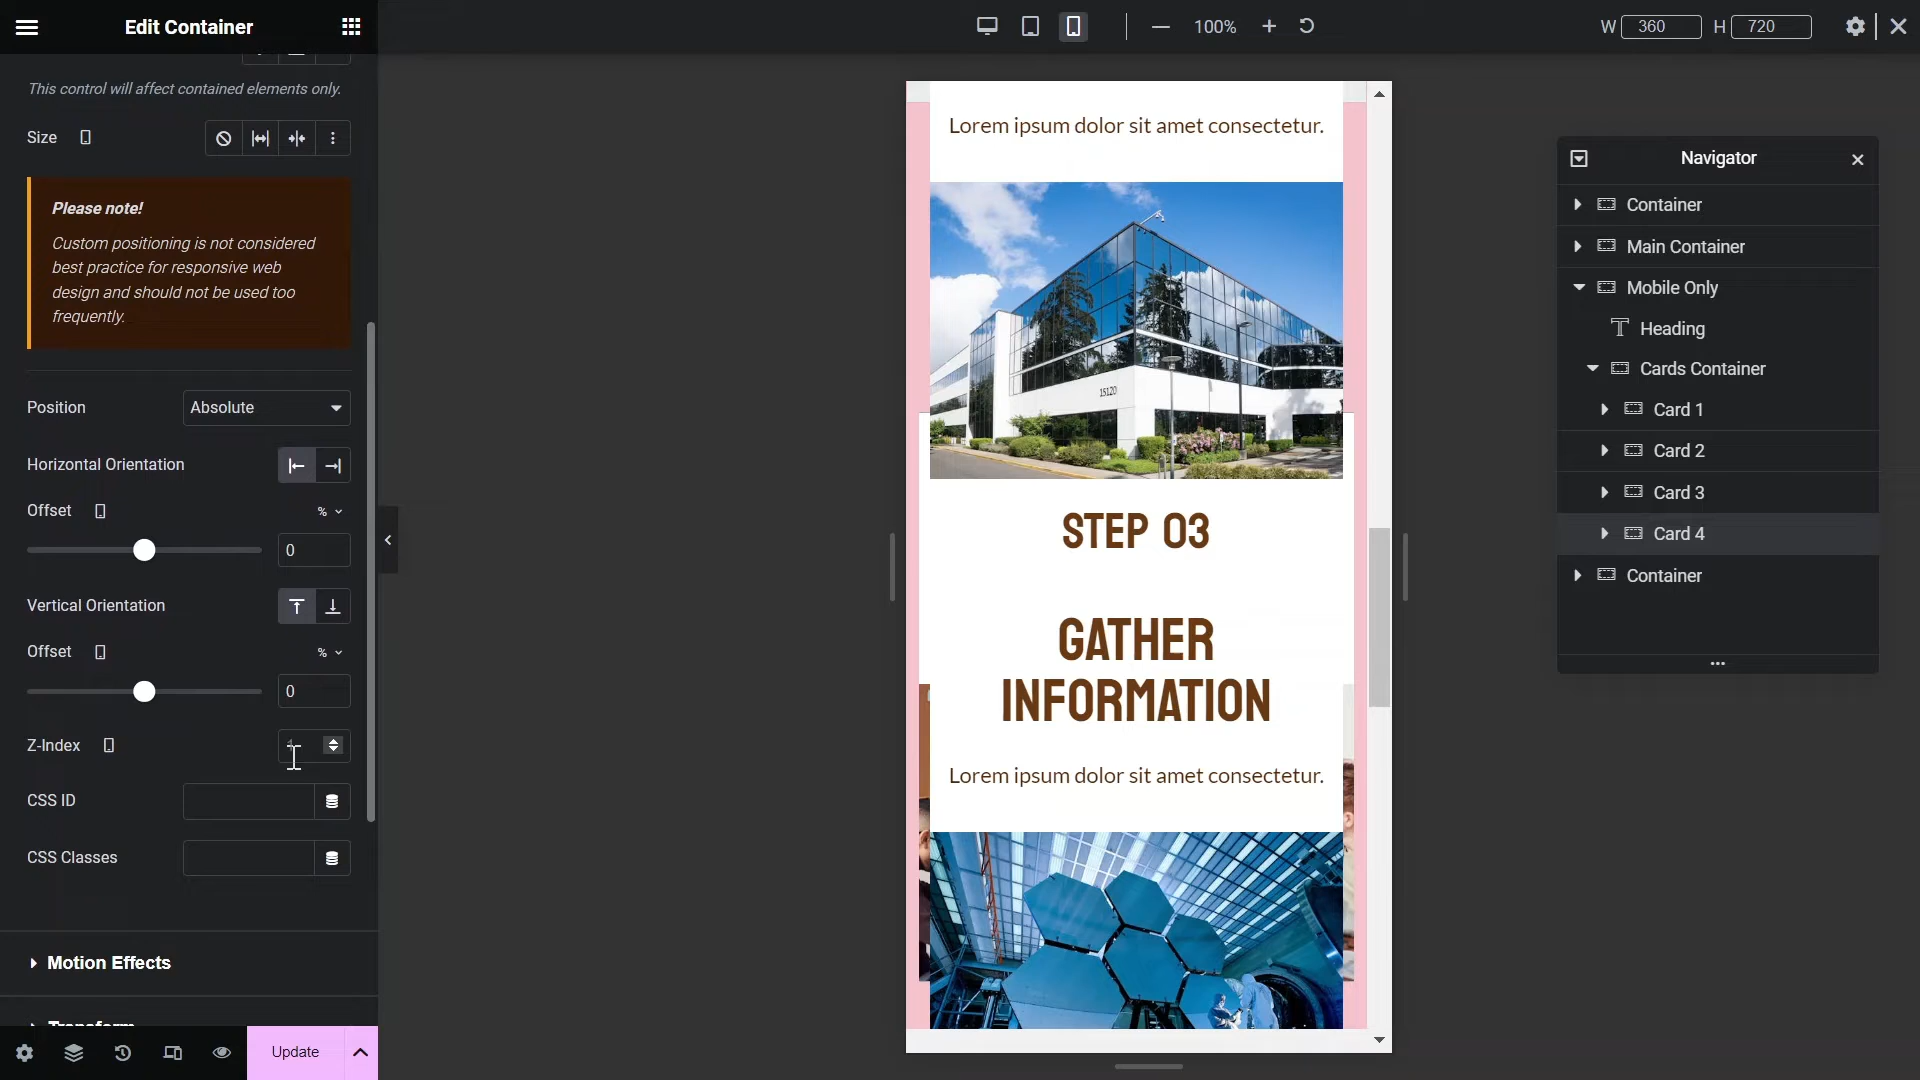 Edit Container
100%
W 360 H 720
This control will affect contained elements only.
Size
Please note!
Custom positioning is not considered
best practice for responsive web
design and should not be used too
frequently.
Position Absolute
Horizontal Orientation
Offset %
0
Vertical Orientation
Offset %
0
Z-Index
CSS ID
CSS Classes
Motion Effects
Transform
Update
Lorem ipsum dolor sit amet consectetur.
15120
STEP 03
GATHER
INFORMATION
Lorem ipsum dolor sit amet consectetur.
Navigator
Container
Main Container
Mobile Only
Heading
Cards Container
Card 1
Card 2
Card 3
Card 4
Container